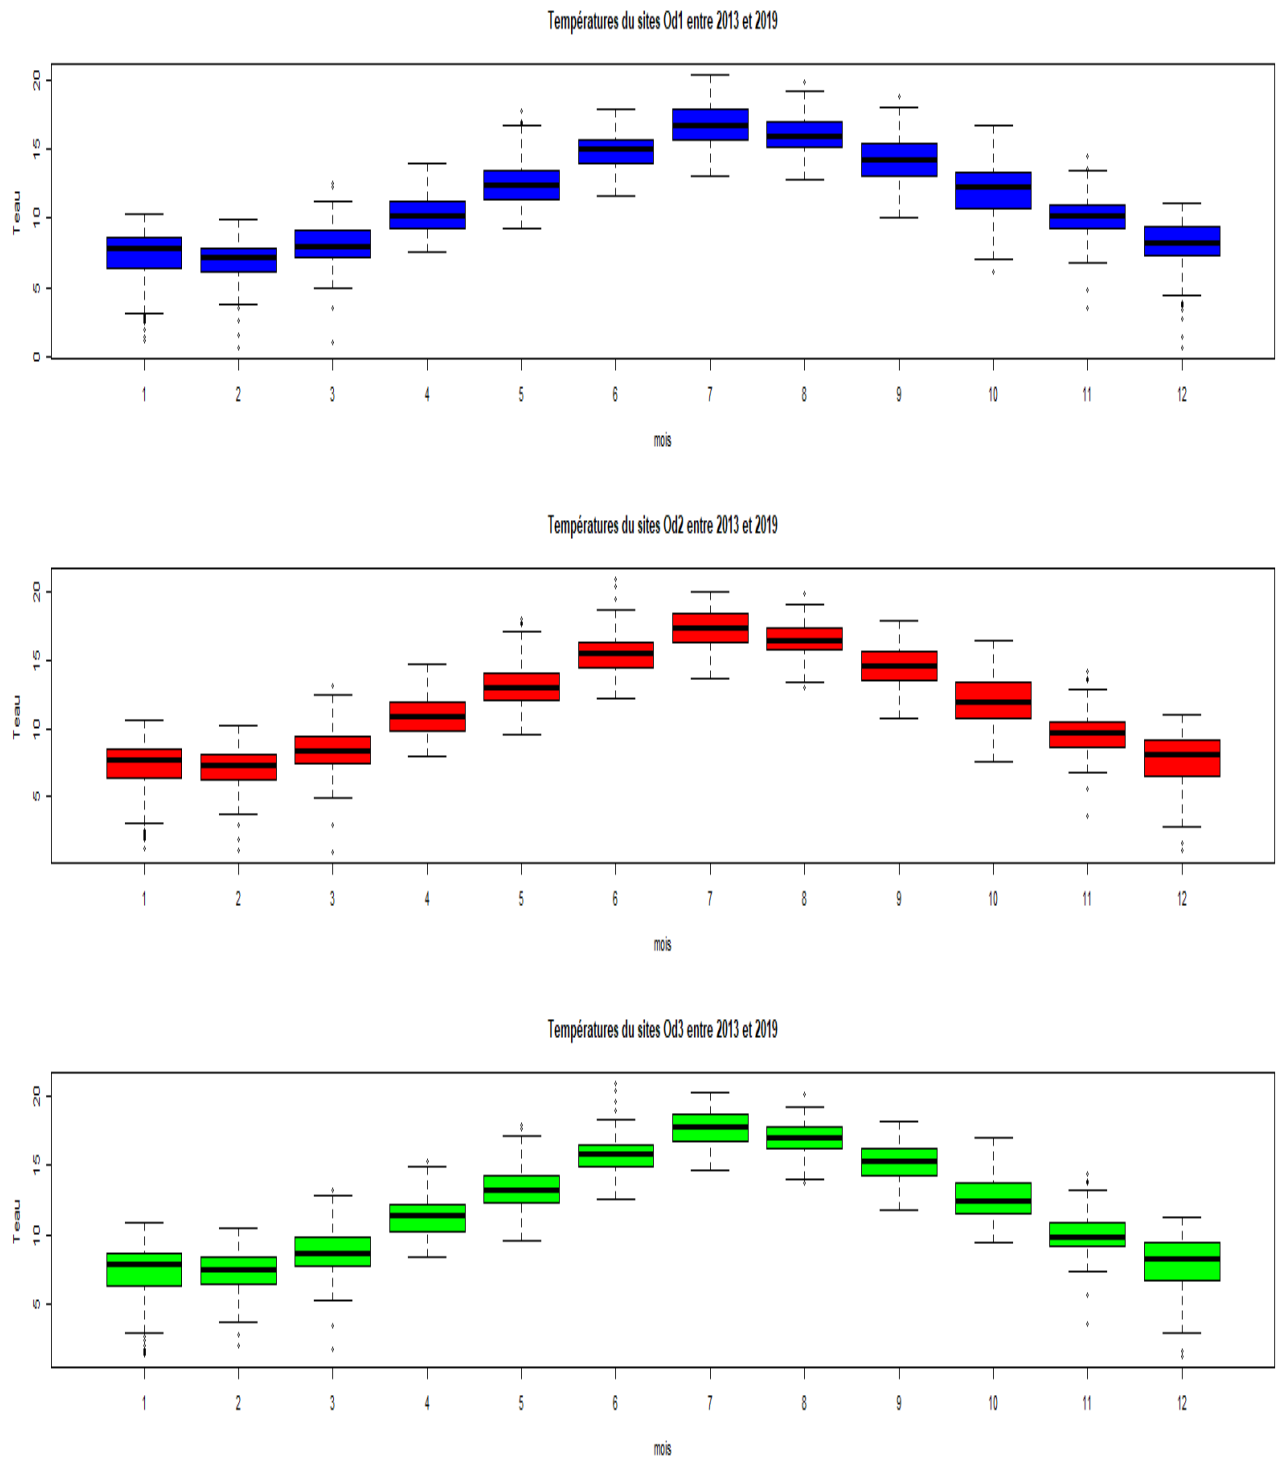 Températures du sites Od1 entre 2013 et 2019
Teau
20
15
10
5
0
1 2 3 4 5 6 7 8 9 10 11 12
mois
Températures du sites Od2 entre 2013 et 2019
Teau
20
15
10
5
1 2 3 4 5 6 7 8 9 10 11 12
mois
Températures du sites Od3 entre 2013 et 2019
Teau
20
15
10
5
1 2 3 4 5 6 7 8 9 10 11 12
mois